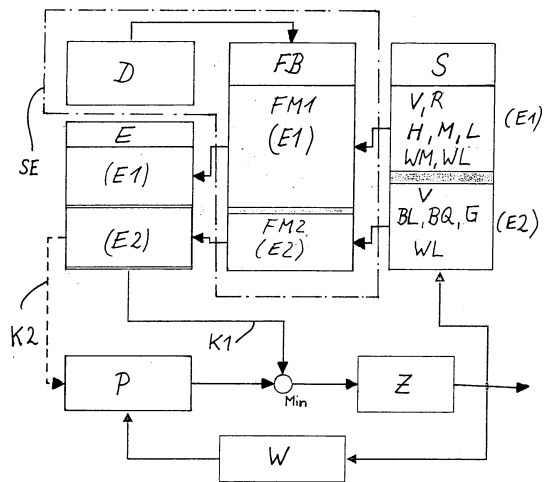 D
FB
S
FM1
(E1)
V, R
H, M, L
WM, WL
(E1)
SE
E
(E1)
(E2)
FM2
(E2)
V
BL, BQ, G
WL
(E2)
K2
K1
P
Min
Z
W